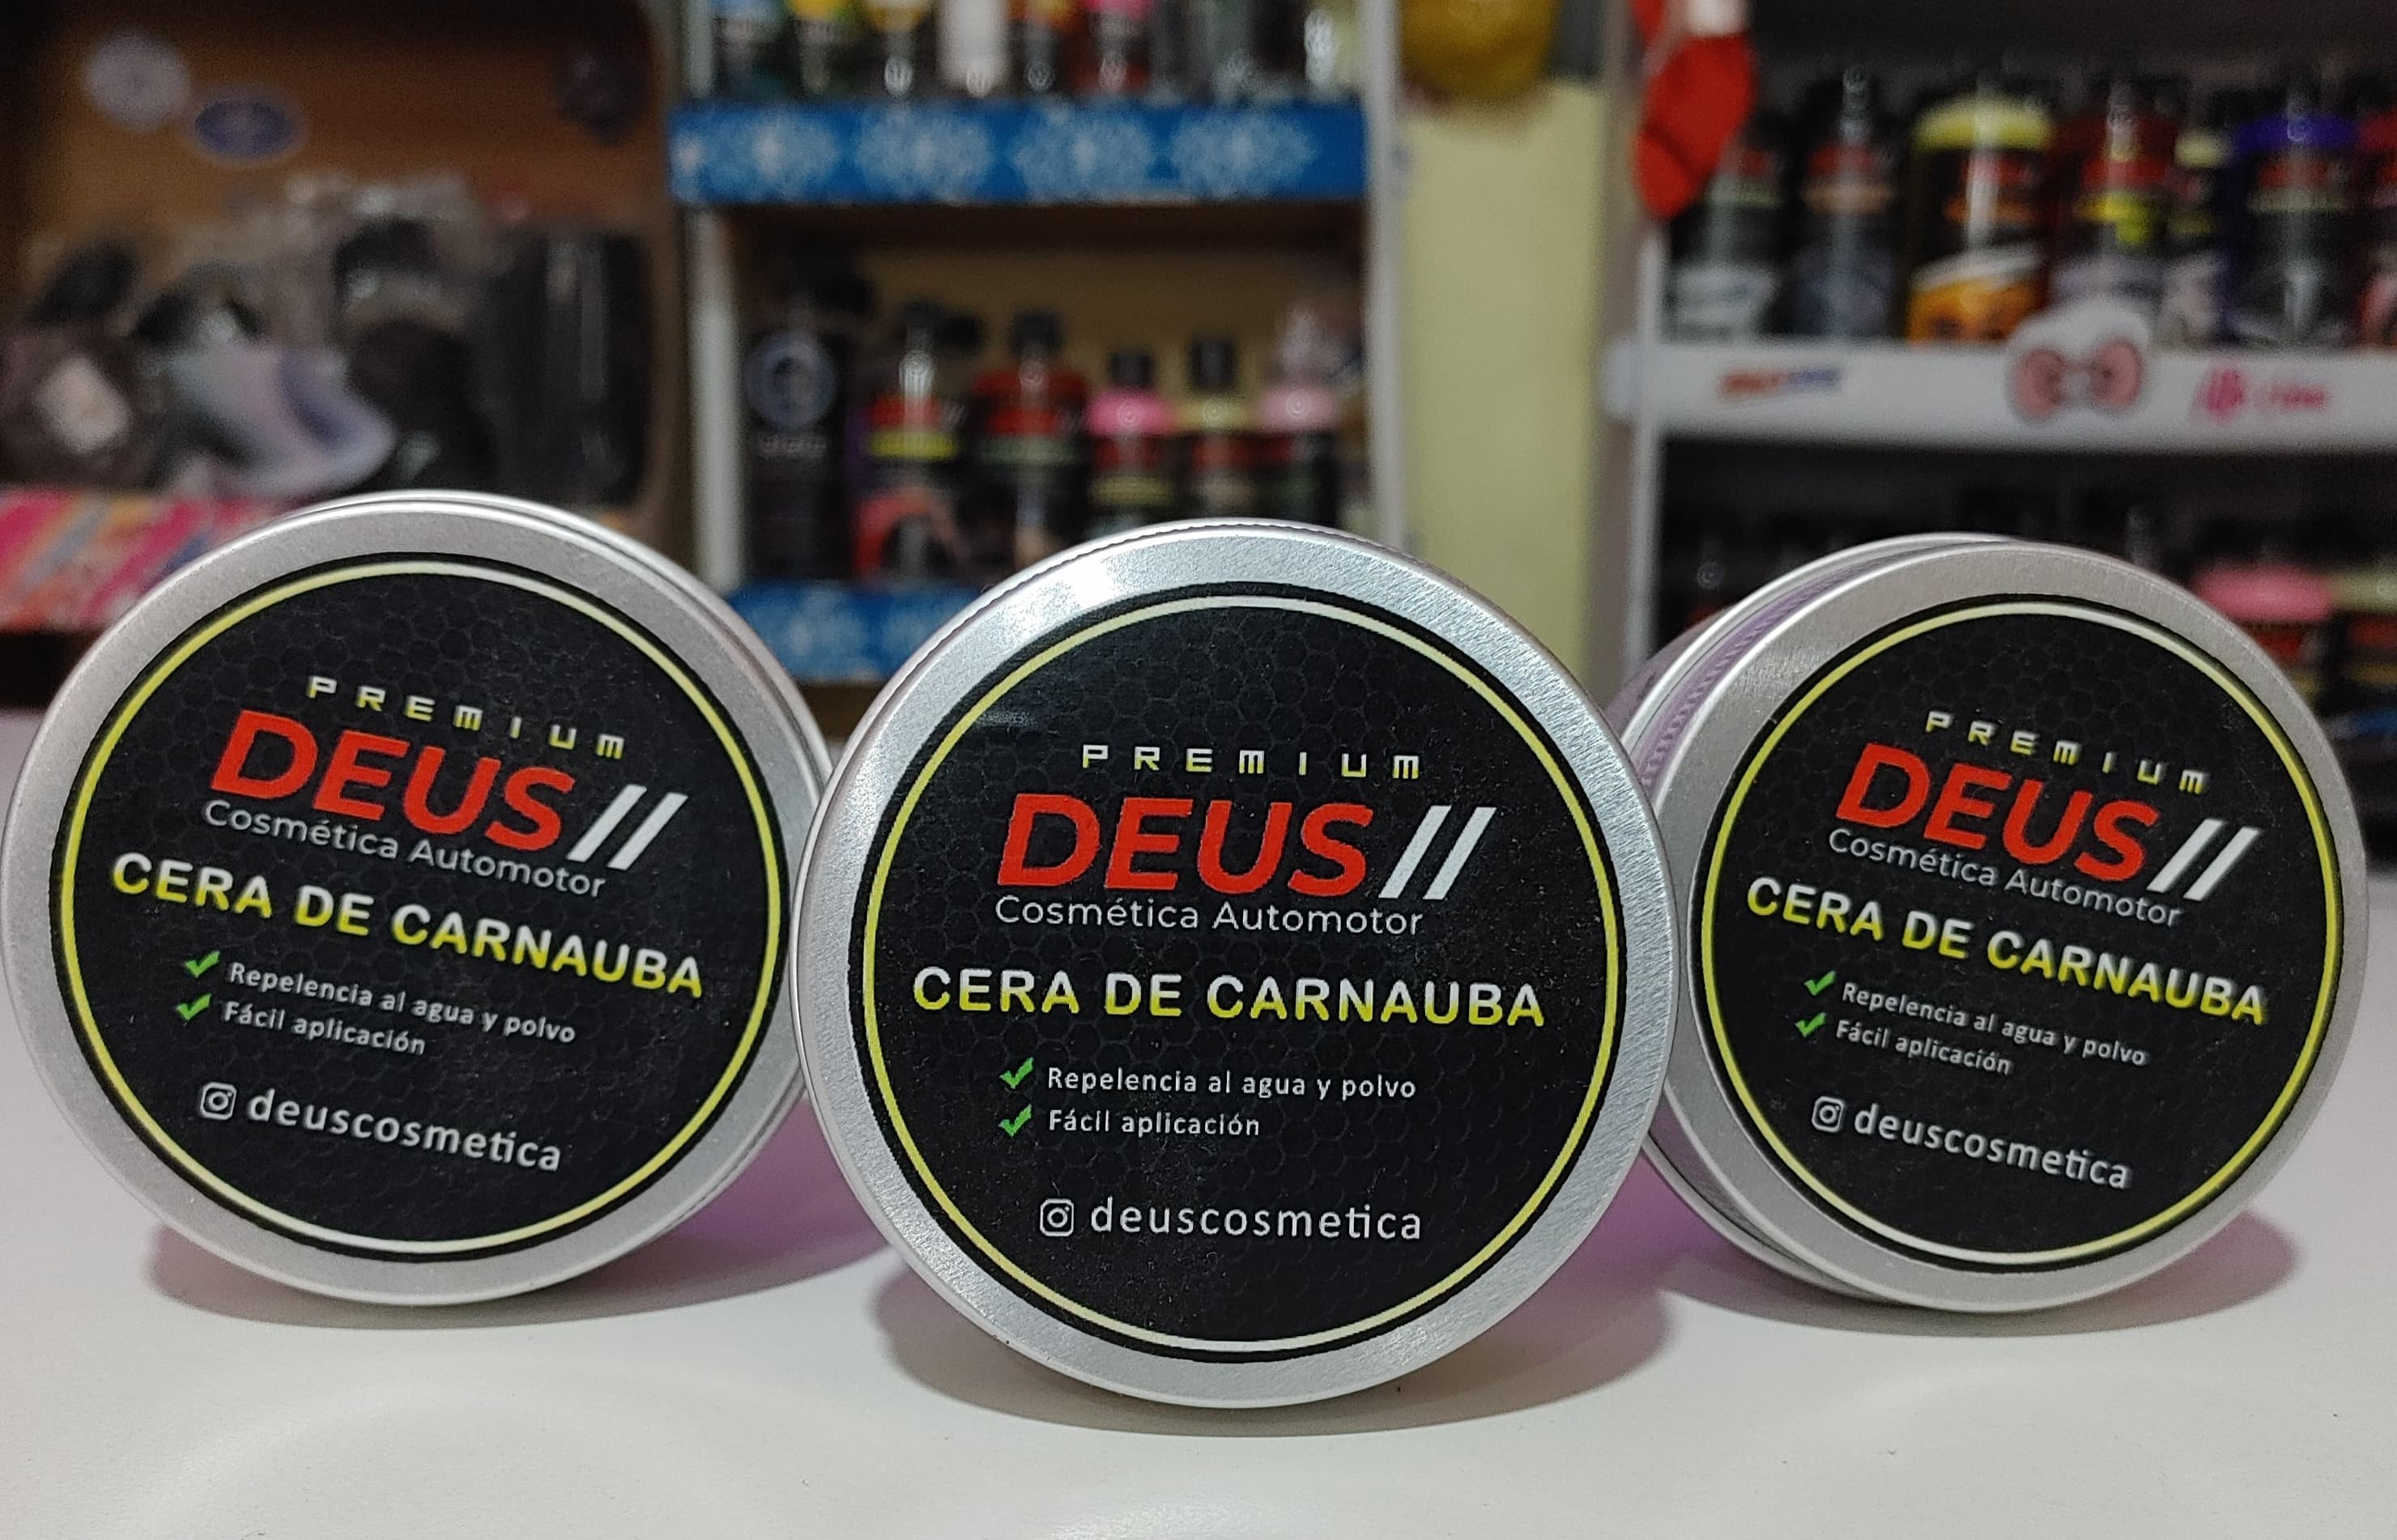 PREMIUM
DEUS//
Cosmética Automotor
CERA DE CARNAUBA
Repelencia al agua y polvo
Fácil aplicación
deuscosmetica
PREMIUM
DEUS//
Cosmética Automotor
CERA DE CARNAUBA
Repelencia al agua y polvo
Fácil aplicación
deuscosmetica
PREMIUM
DEUS//
Cosmética Automotor
CERA DE CARNAUBA
Repelencia al agua y polvo
Fácil aplicación
deuscosmetica